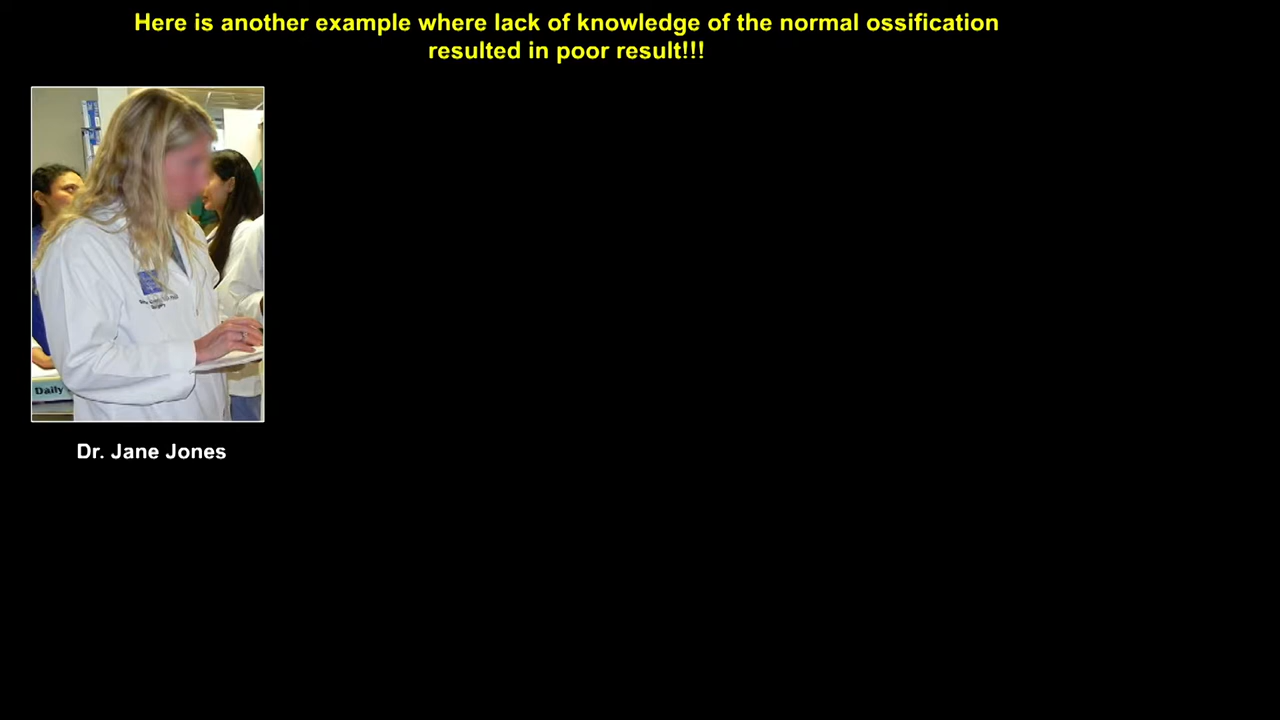 Here is another example where lack of knowledge of the normal ossification
resulted in poor result!!!
Daily
Dr. Jane Jones